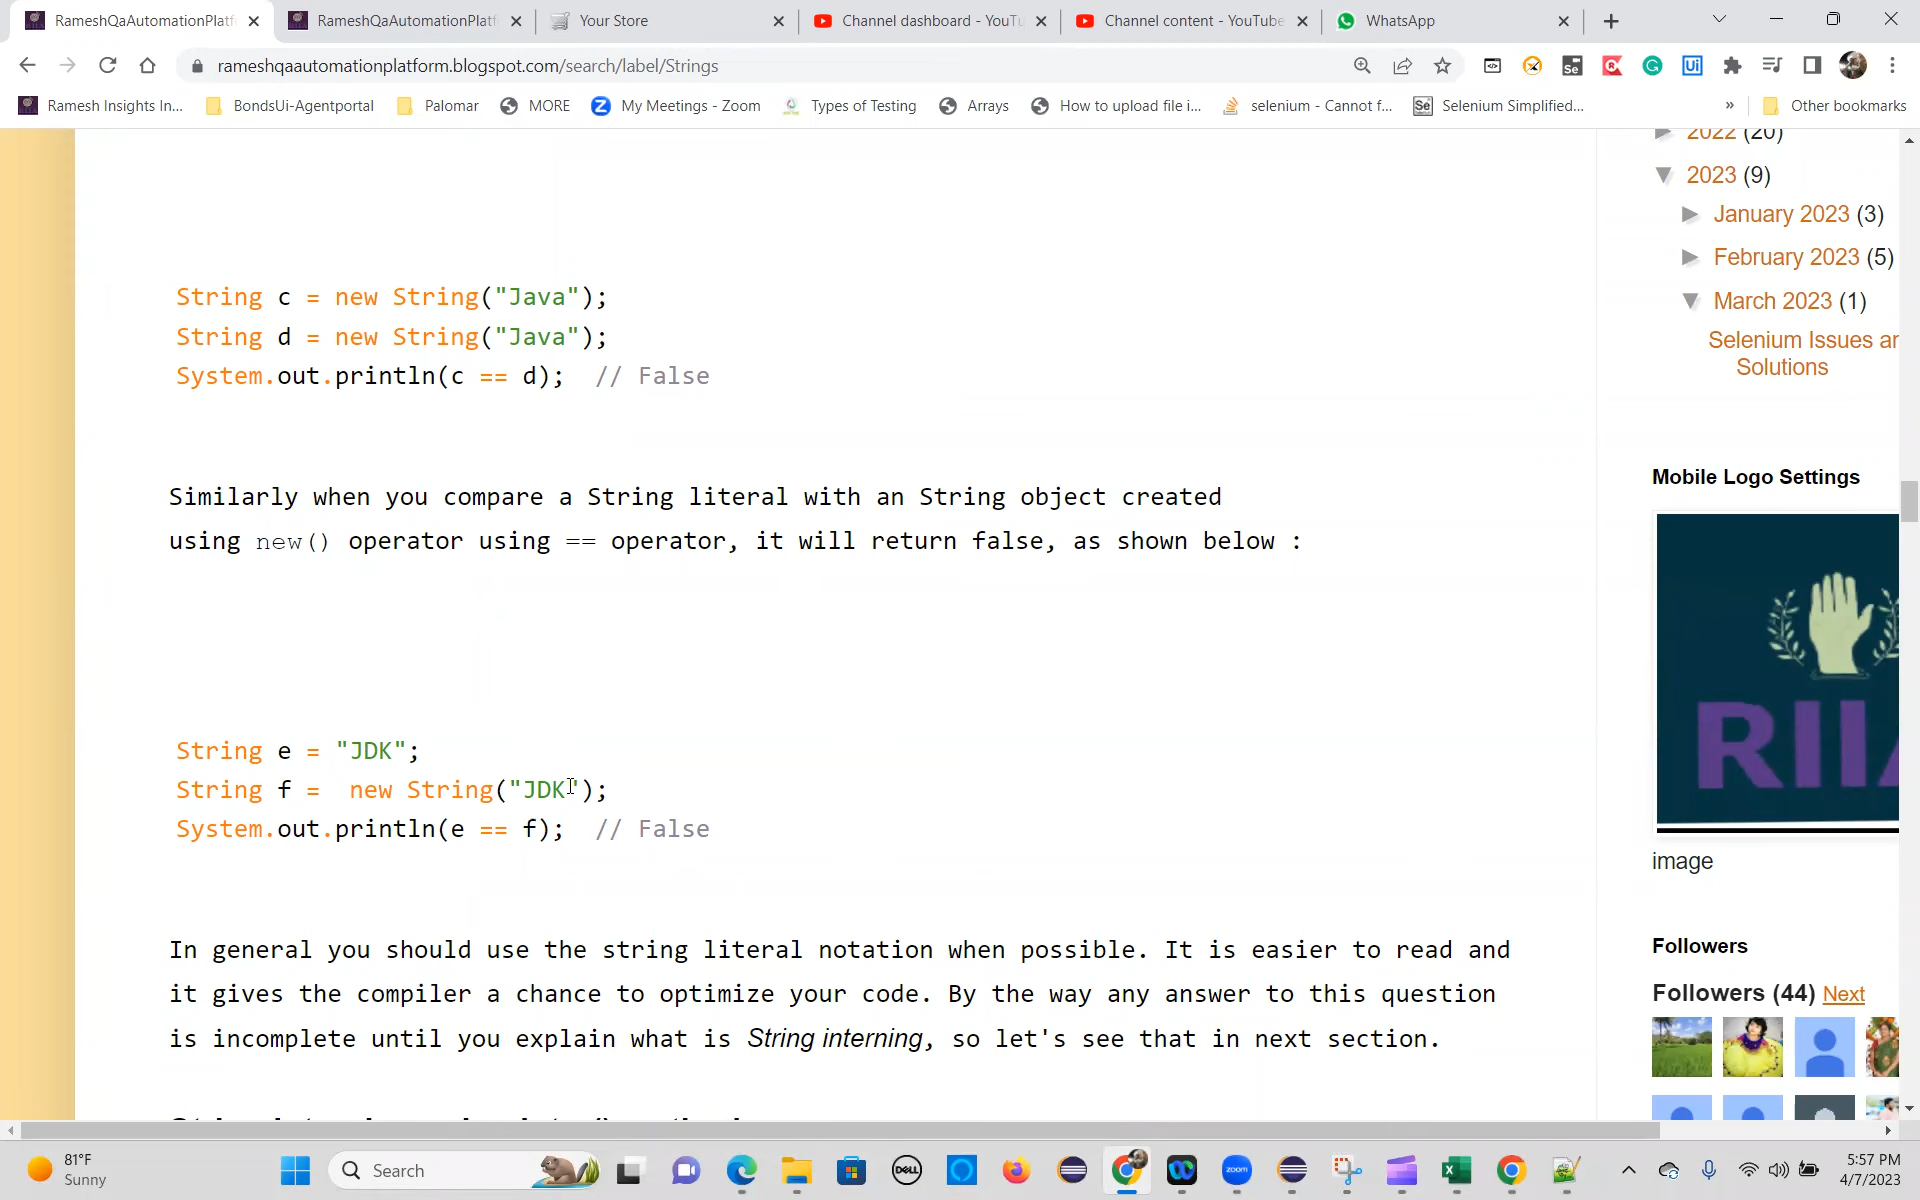 RameshQaAutomationPlatf
RameshQaAutomationPlatf
Your Store
Channel dashboard - YouTu
Channel content - YouTube
WhatsApp
rameshqaautomationplatform.blogspot.com/search/label/Strings
Ramesh Insights In...
BondsUi-Agentportal
Palomar
MORE
My Meetings - Zoom
Types of Testing
Arrays
How to upload file i...
selenium - Cannot f...
Selenium Simplified...
» Other bookmarks
String c = new String("Java");
String d = new String("Java");
System.out.println(c == d);  // False
Similarly when you compare a String literal with an String object created
using new() operator using == operator, it will return false, as shown below :
String e = "JDK";
String f =  new String("JDK");
System.out.println(e == f);  // False
In general you should use the string literal notation when possible. It is easier to read and
it gives the compiler a chance to optimize your code. By the way any answer to this question
is incomplete until you explain what is String interning, so let's see that in next section.
2022 (20)
2023 (9)
January 2023 (3)
February 2023 (5)
March 2023 (1)
Selenium Issues an
Solutions
Mobile Logo Settings
RIIA
image
Followers
Followers (44) Next
81°F
Sunny
Search
DELL
zoom
5:57 PM
4/7/2023